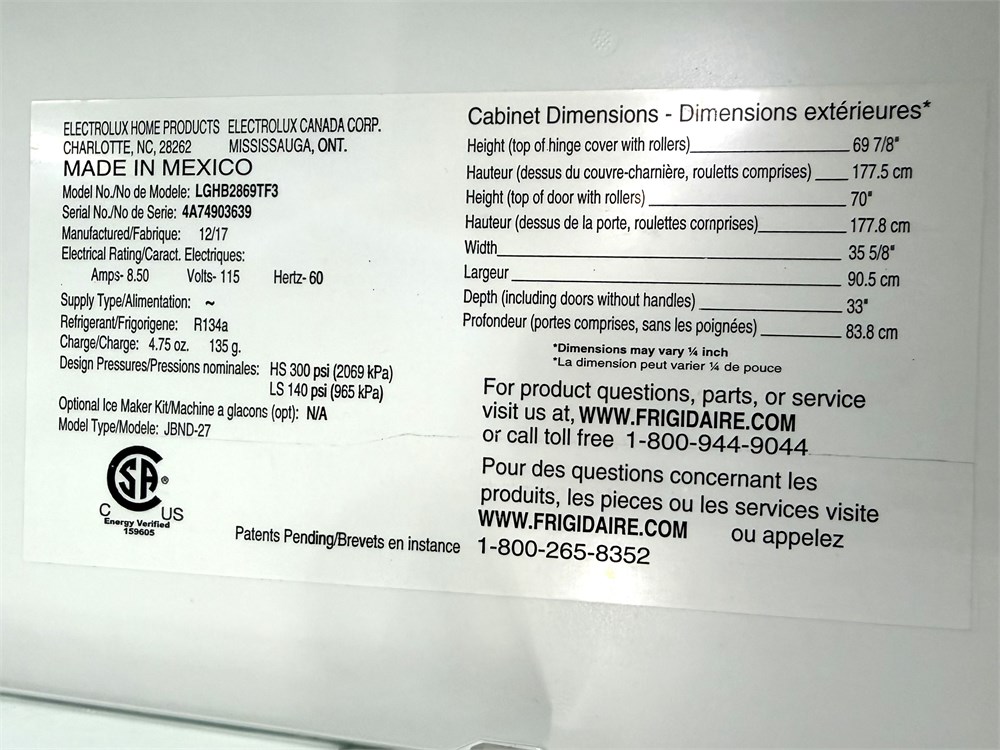 ELECTROLUX HOME PRODUCTS ELECTROLUX CANADA CORP.
CHARLOTTE, NC, 28262 MISSISSAUGA, ONT.
MADE IN MEXICO
Model No./No de Modele: LGHB2869TF3
Serial No./No de Serie: 4A74903639
Manufactured/Fabrique: 12/17
Electrical Rating/Caract. Electriques:
Amps- 8.50 Volts- 115 Hertz- 60
Supply Type/Alimentation: ~
Refrigerant/Frigorigene: R134a
Charge/Charge: 4.75 oz. 135 g.
Design Pressures/Pressions nominales: HS 300 psi (2069 kPa)
LS 140 psi (965 kPa)
Optional Ice Maker Kit/Machine a glacons (opt): N/A
Model Type/Modele: JBND-27
SA ®
C US
Energy Verified
159605
Patents Pending/Brevets en instance
Cabinet Dimensions - Dimensions extérieures*
Height (top of hinge cover with rollers) 69 7/8"
Hauteur (dessus du couvre-charnière, rouletts comprises) 177.5 cm
Height (top of door with rollers) 70"
Hauteur (dessus de la porte, roulettes cornprises) 177.8 cm
Width 35 5/8"
Largeur 90.5 cm
Depth (including doors without handles) 33"
Profondeur (portes comprises, sans les poignées) 83.8 cm
*Dimensions may vary ¼ inch
*La dimension peut varier ¼ de pouce
For product questions, parts, or service
visit us at, WWW.FRIGIDAIRE.COM
or call toll free 1-800-944-9044
Pour des questions concernant les
produits, les pieces ou les services visite
WWW.FRIGIDAIRE.COM ou appelez
1-800-265-8352